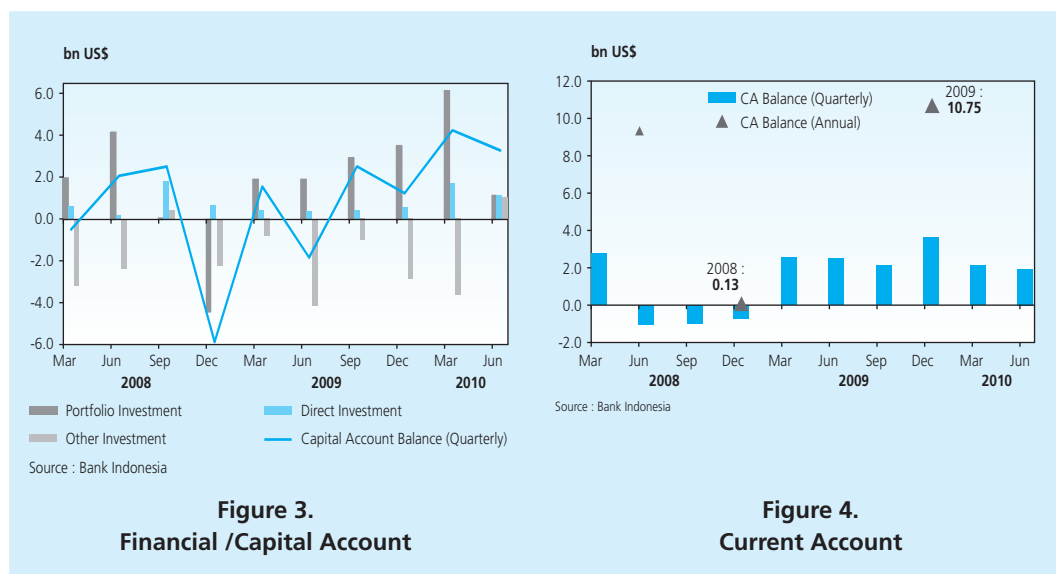 bn US$
6.0
4.0
2.0
0.0
-2.0
-4.0
-6.0
Mar Jun Sep Dec Mar Jun Sep Dec Mar Jun
2008 2009 2010
Portfolio Investment Direct Investment
Other Investment Capital Account Balance (Quarterly)
Source : Bank Indonesia
Figure 3.
Financial /Capital Account
bn US$
12.0
10.0
8.0
6.0
4.0
2.0
0.0
-2.0
CA Balance (Quarterly)
CA Balance (Annual)
2009 :
10.75
2008 :
0.13
Mar Jun Sep Dec Mar Jun Sep Dec Mar Jun
2008 2009 2010
Source : Bank Indonesia
Figure 4.
Current Account